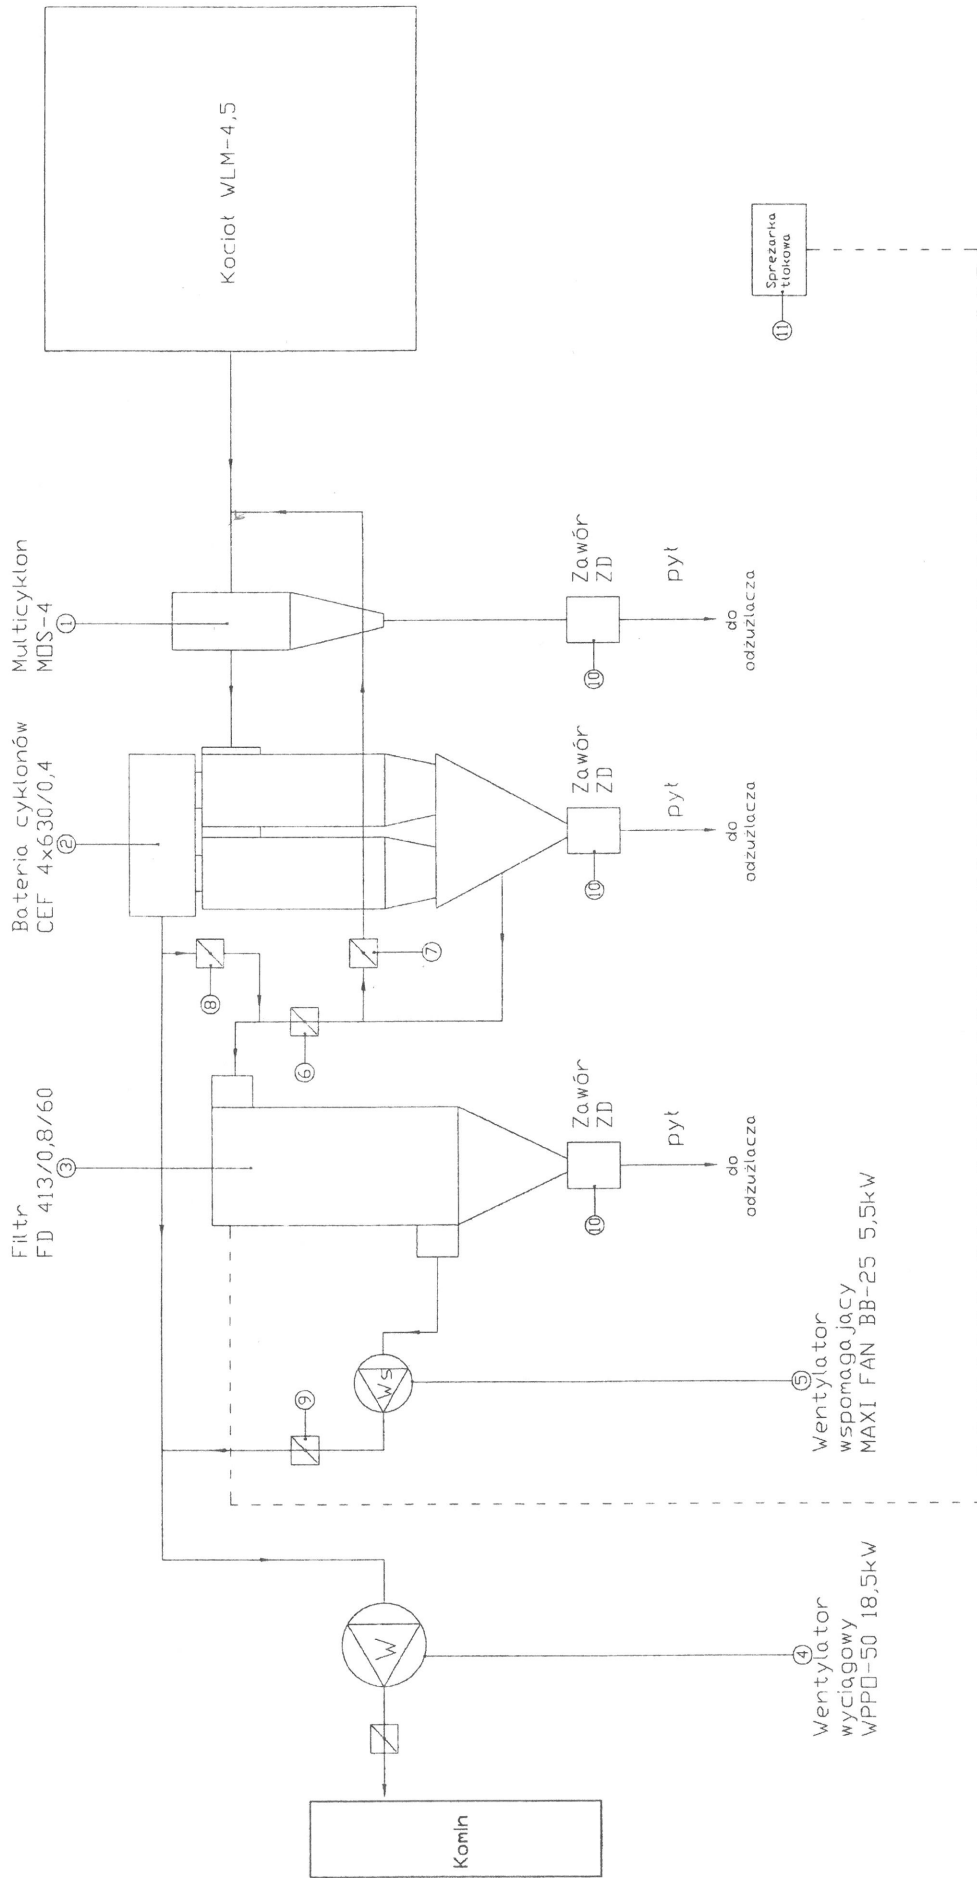 Filtr
FD 413/0,8/60
3
Bateria cyklonów
CEF 4x630/0,4
2
Multicyklon
MOS-4
1
Kocioł WLM-4,5
8
6
7
9
Ws
W
Komin
Zawór
ZD
10
pył
do
odżużlacza
Zawór
ZD
10
pył
do
odżużlacza
Zawór
ZD
10
pył
do
odżużlacza
Sprężarka
tłokowa
11
4
Wentylator
wyciągowy
WPPO-50 18,5kW
5
Wentylator
wspomagający
MAXI FAN BB-25 5,5kW